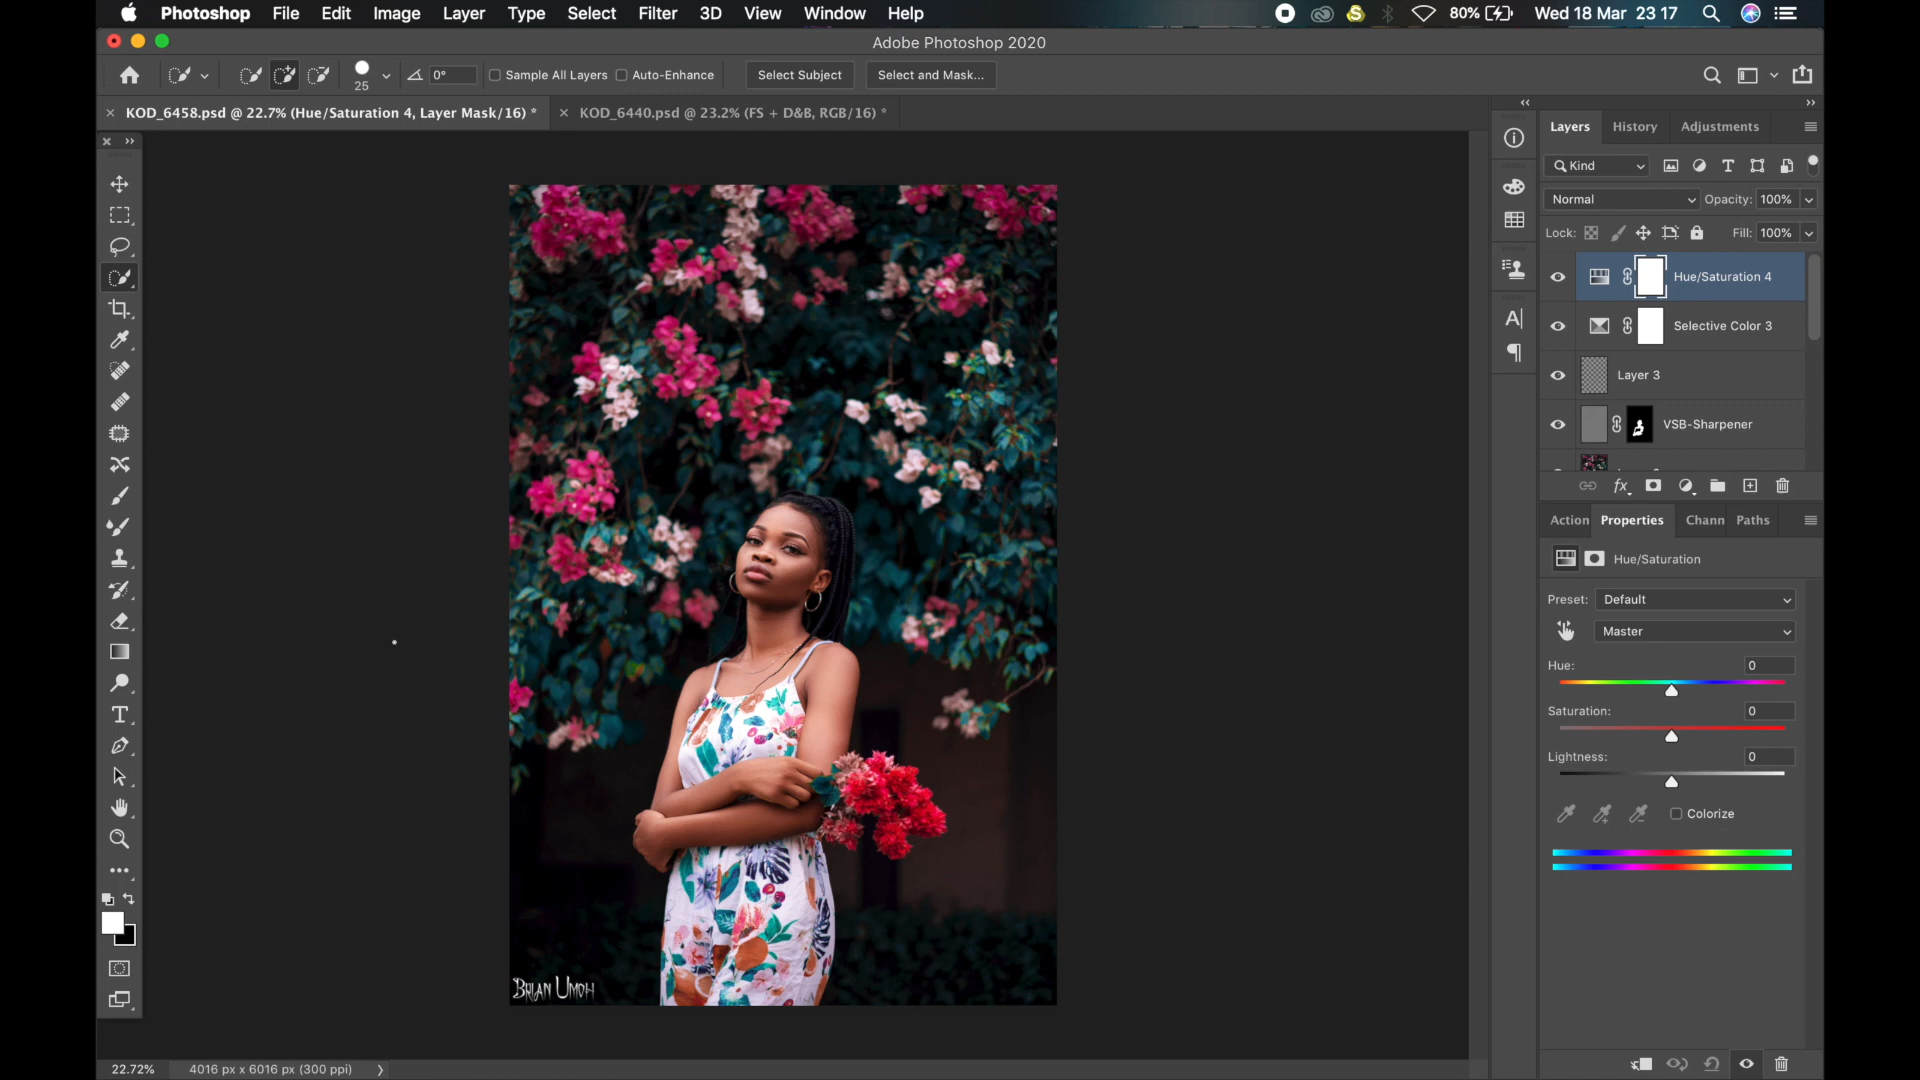 Photoshop File Edit Image Layer Type Select Filter 3D View Window Help 80% Wed 18 Mar 23 17
Adobe Photoshop 2020
25 0° Sample All Layers Auto-Enhance Select Subject Select and Mask...
KOD_6458.psd @ 22.7% (Hue/Saturation 4, Layer Mask/16) * KOD_6440.psd @ 23.2% (FS + D&B, RGB/16) *
Layers History Adjustments
Kind
Normal Opacity: 100%
Lock: Fill: 100%
Hue/Saturation 4
Selective Color 3
Layer 3
VSB-Sharpener
Action Properties Chann Paths
Hue/Saturation
Preset: Default
Master
Hue: 0
Saturation: 0
Lightness: 0
Colorize
BRIAN UMOH
22.72% 4016 px x 6016 px (300 ppi)